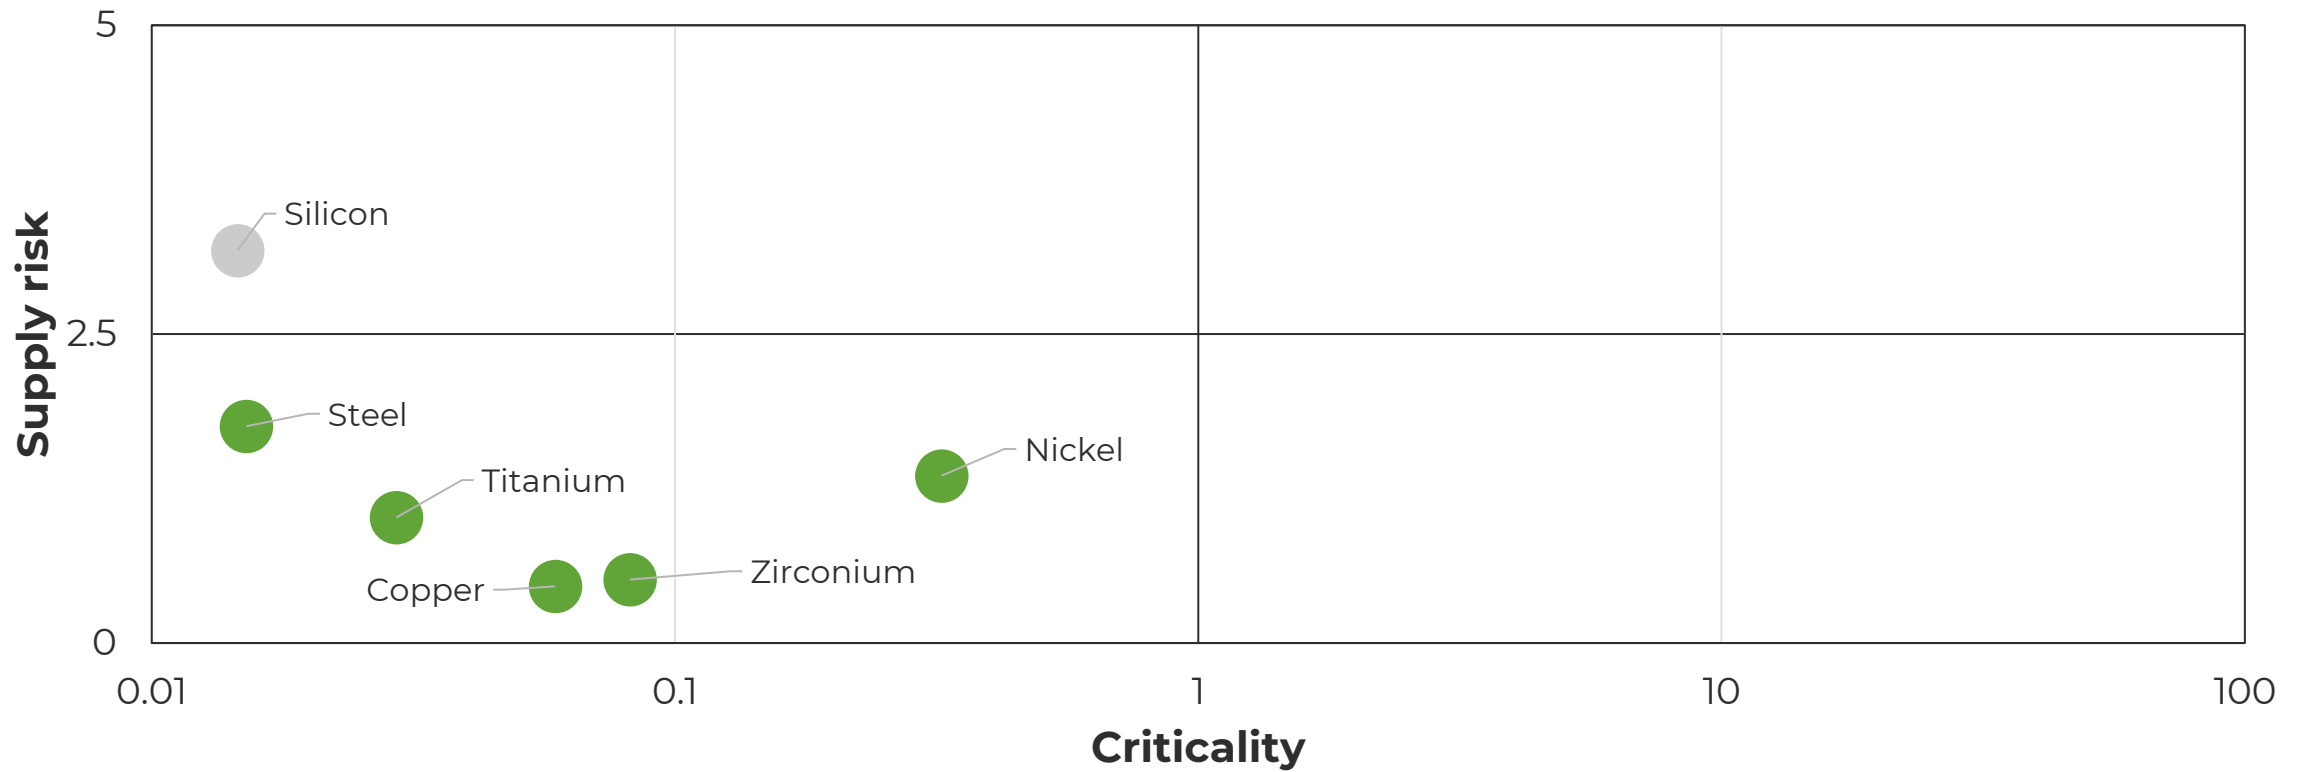 5
Silicon
Supply risk
2.5
Steel
Nickel
Titanium
Zirconium
Copper
0
0.01
0.1
1
10
100
Criticality